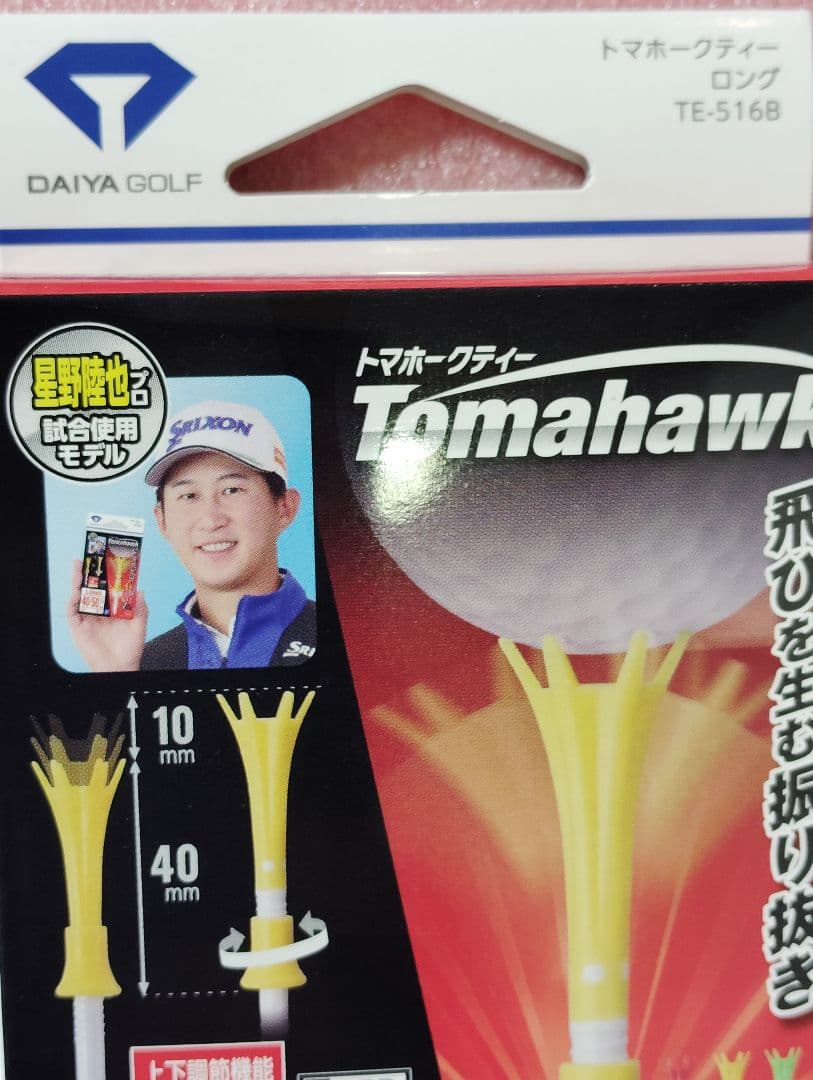 DAIYA GOLF
トマホークティー
ロング
TE-516B
星野陸也プロ
試合使用
モデル
SRIXON
トマホークティー
Tomahawk
飛びを生む振り抜き
Tomahawk
SRI
10
mm
40
mm
上下調節機能